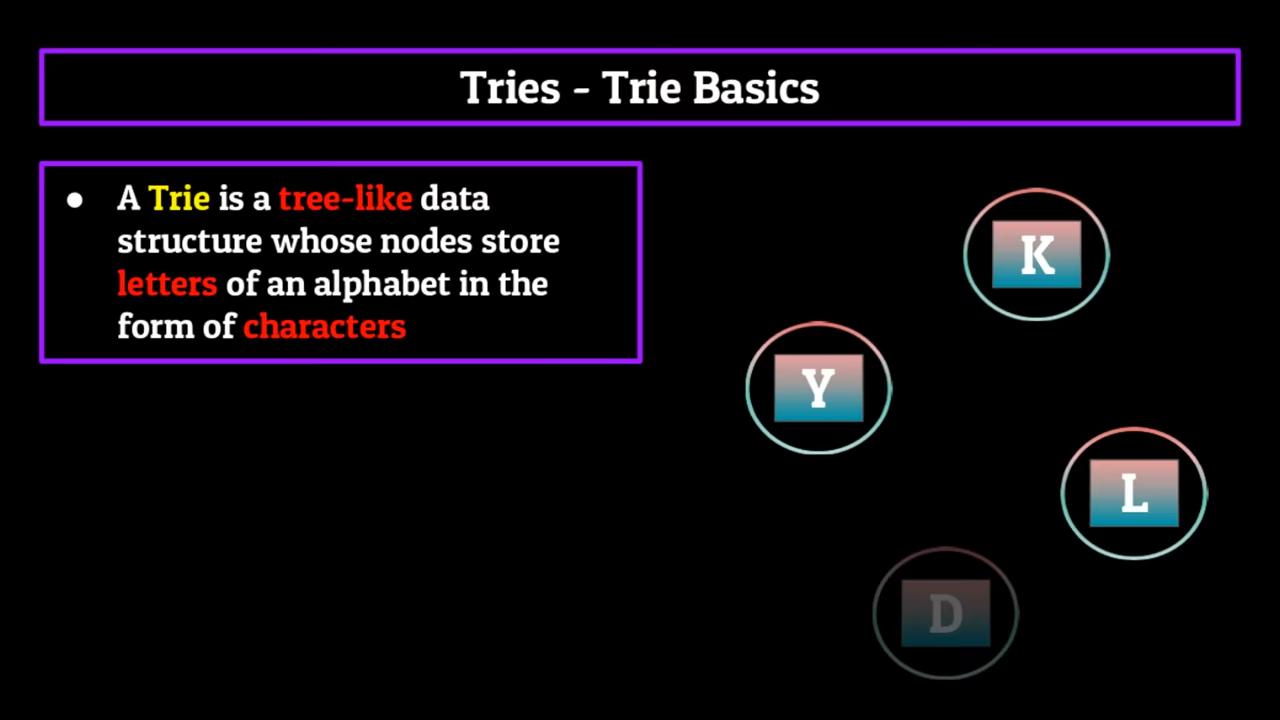 Tries - Trie Basics
● A Trie is a tree-like data
structure whose nodes store
letters of an alphabet in the
form of characters
K
Y
L
D